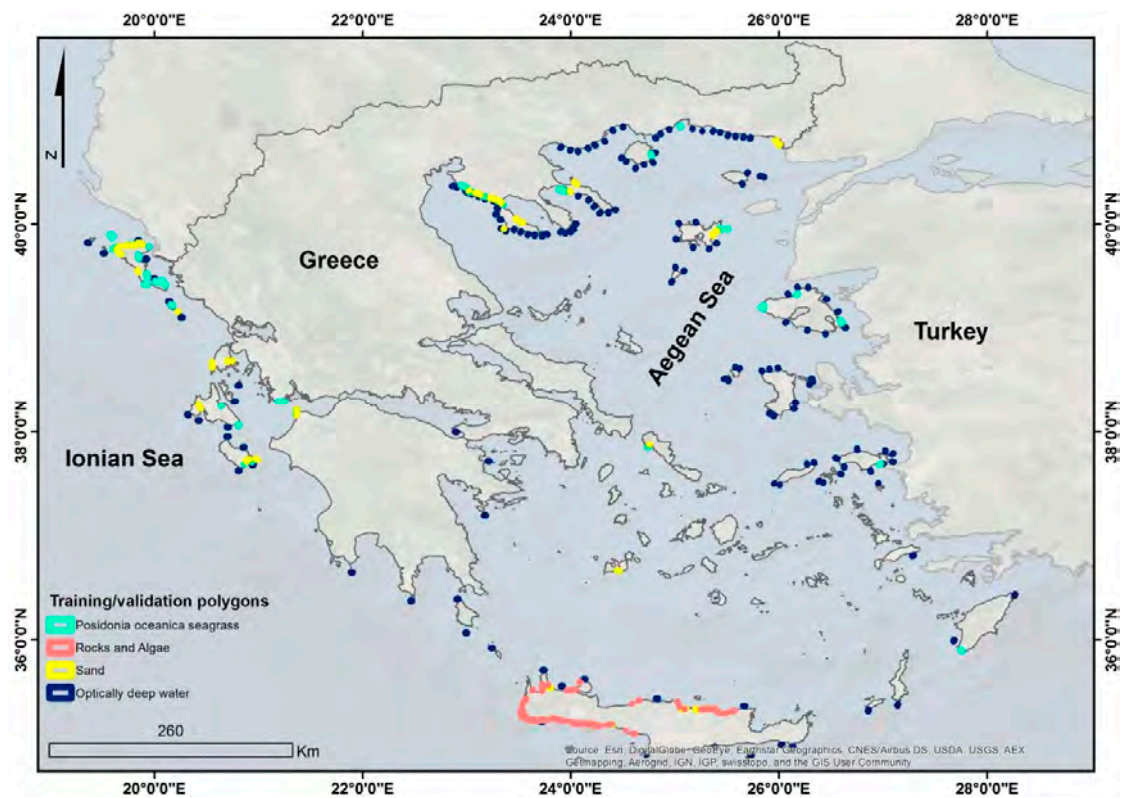 20°0'0"E 22°0'0"E 24°0'0"E 26°0'0"E 28°0'0"E
N
40°0'0"N
40°0'0"N
Greece
Aegean Sea
Turkey
38°0'0"N
38°0'0"N
Ionian Sea
36°0'0"N
36°0'0"N
Training/validation polygons
Posidonia oceanica seagrass
Rocks and Algae
Sand
Optically deep water
260
Km
Source: Esri, DigitalGlobe, GeoEye, Earthstar Geographics, CNES/Airbus DS, USDA, USGS, AEX
Getmapping, Aerogrid, IGN, IGP, swisstopo, and the GIS User Community
20°0'0"E 22°0'0"E 24°0'0"E 26°0'0"E 28°0'0"E